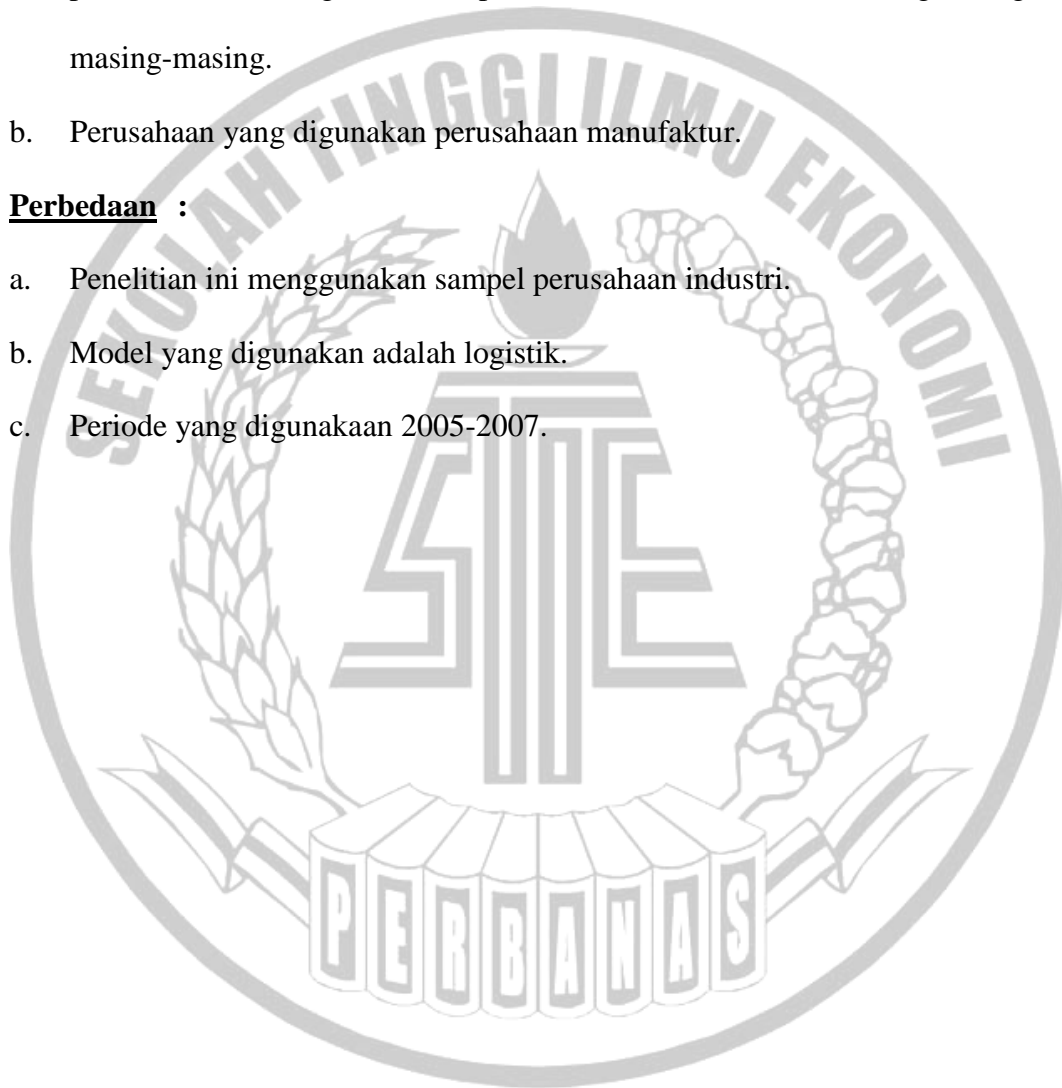 masing-masing.
b. Perusahaan yang digunakan perusahaan manufaktur.
Perbedaan :
a. Penelitian ini menggunakan sampel perusahaan industri.
b. Model yang digunakan adalah logistik.
c. Periode yang digunakaan 2005-2007.
SEKOLAH TINGGI ILMU EKONOMI
STIE
PERBANAS